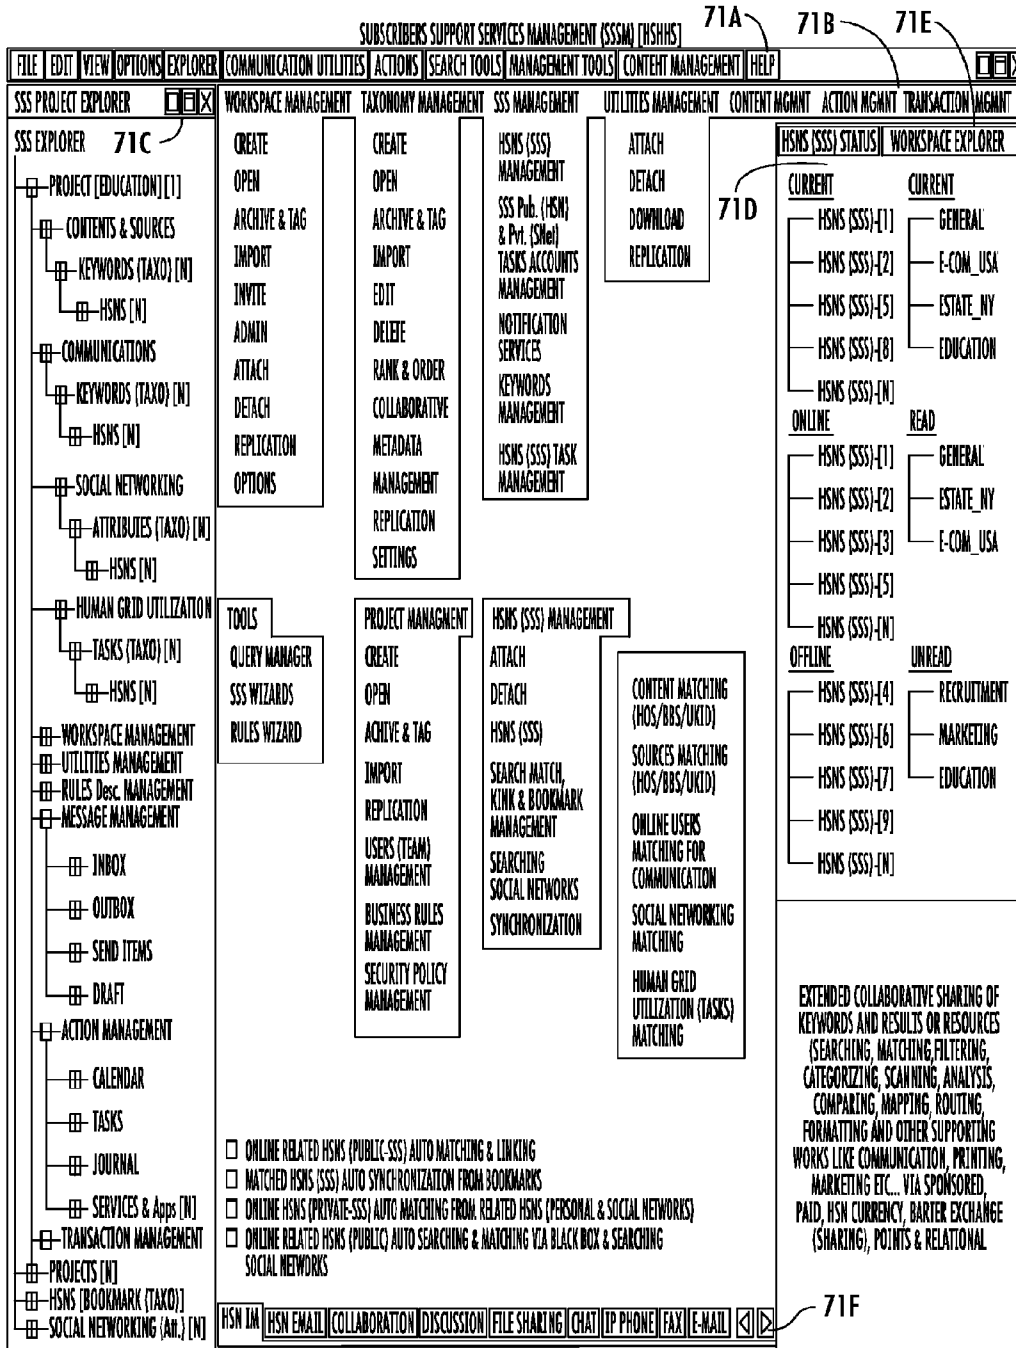 71A
71B
71E
SUBSCRIBERS SUPPORT SERVICES MANAGEMENT (SSSM) [HSHHS]
FILE EDIT VIEW OPTIONS EXPLORER COMMUNICATION UTILITIES ACTIONS SEARCH TOOLS MANAGEMENT TOOLS CONTENT MANAGEMENT HELP
SSS PROJECT EXPLORER
SSS EXPLORER
71C
PROJECT [EDUCATION] [1]
CONTENTS & SOURCES
KEYWORDS (TAXO) [N]
HSNS [N]
COMMUNICATIONS
KEYWORDS (TAXO) [N]
HSNS [N]
SOCIAL NETWORKING
ATTRIBUTES (TAXO) [N]
HSNS [N]
HUMAN GRID UTILIZATION
TASKS (TAXO) [N]
HSNS [N]
WORKSPACE MANAGEMENT
UTILITIES MANAGEMENT
RULES Desc. MANAGEMENT
MESSAGE MANAGEMENT
INBOX
OUTBOX
SEND ITEMS
DRAFT
ACTION MANAGEMENT
CALENDAR
TASKS
JOURNAL
SERVICES & Apps [N]
TRANSACTION MANAGEMENT
PROJECTS [N]
HSNS [BOOKMARK (TAXO)]
SOCIAL NETWORKING (Att.) [N]
WORKSPACE MANAGEMENT TAXONOMY MANAGEMENT SSS MANAGEMENT UTILITIES MANAGEMENT CONTENT MGMNT ACTION MGMNT TRANSACTION MGMNT
CREATE
OPEN
ARCHIVE & TAG
IMPORT
INVITE
ADMIN
ATTACH
DETACH
REPLICATION
OPTIONS
CREATE
OPEN
ARCHIVE & TAG
IMPORT
EDIT
DELETE
RANK & ORDER
COLLABORATIVE
METADATA
MANAGEMENT
REPLICATION
SETTINGS
HSNS (SSS)
MANAGEMENT
SSS Pub. (HSN)
& Pvt. (SNet)
TASKS ACCOUNTS
MANAGEMENT
NOTIFICATION
SERVICES
KEYWORDS
MANAGEMENT
HSNS (SSS) TASK
MANAGEMENT
ATTACH
DETACH
DOWNLOAD
REPLICATION
71D
TOOLS
QUERY MANAGER
SSS WIZARDS
RULES WIZARD
PROJECT MANAGMENT
CREATE
OPEN
ACHIVE & TAG
IMPORT
REPLICATION
USERS (TEAM)
MANAGEMENT
BUSINESS RULES
MANAGEMENT
SECURITY POLICY
MANAGEMENT
HSNS (SSS) MANAGEMENT
ATTACH
DETACH
HSNS (SSS)
SEARCH MATCH,
KINK & BOOKMARK
MANAGEMENT
SEARCHING
SOCIAL NETWORKS
SYNCHRONIZATION
CONTENT MATCHING
(HOS/BBS/UKID)
SOURCES MATCHING
(HOS/BBS/UKID)
ONLINE USERS
MATCHING FOR
COMMUNICATION
SOCIAL NETWORKING
MATCHING
HUMAN GRID
UTILIZATION (TASKS)
MATCHING
ONLINE RELATED HSNS (PUBLIC-SSS) AUTO MATCHING & LINKING
MATCHED HSNS (SSS) AUTO SYNCHRONIZATION FROM BOOKMARKS
ONLINE HSNS (PRIVATE-SSS) AUTO MATCHING FROM RELATED HSNS (PERSONAL & SOCIAL NETWORKS)
ONLINE RELATED HSNS (PUBLIC) AUTO SEARCHING & MATCHING VIA BLACK BOX & SEARCHING
SOCIAL NETWORKS
HSNS (SSS) STATUS WORKSPACE EXPLORER
CURRENT
HSNS (SSS)-[1]
HSNS (SSS)-[2]
HSNS (SSS)-[5]
HSNS (SSS)-[8]
HSNS (SSS)-[N]
ONLINE
HSNS (SSS)-[1]
HSNS (SSS)-[2]
HSNS (SSS)-[3]
HSNS (SSS)-[5]
HSNS (SSS)-[N]
OFFLINE
HSNS (SSS)-[4]
HSNS (SSS)-[6]
HSNS (SSS)-[7]
HSNS (SSS)-[9]
HSNS (SSS)-[N]
CURRENT
GENERAL
E-COM_USA
ESTATE_NY
EDUCATION
READ
GENERAL
ESTATE_NY
E-COM_USA
UNREAD
RECRUITMENT
MARKETING
EDUCATION
EXTENDED COLLABORATIVE SHARING OF
KEYWORDS AND RESULTS OR RESOURCES
(SEARCHING, MATCHING,FILTERING,
CATEGORIZING, SCANNING, ANALYSIS,
COMPARING, MAPPING, ROUTING,
FORMATTING AND OTHER SUPPORTING
WORKS LIKE COMMUNICATION, PRINTING,
MARKETING ETC... VIA SPONSORED,
PAID, HSN CURRENCY, BARTER EXCHANGE
(SHARING), POINTS & RELATIONAL
HSN IM HSN EMAIL COLLABORATION DISCUSSION FILE SHARING CHAT IP PHONE FAX E-MAIL
71F